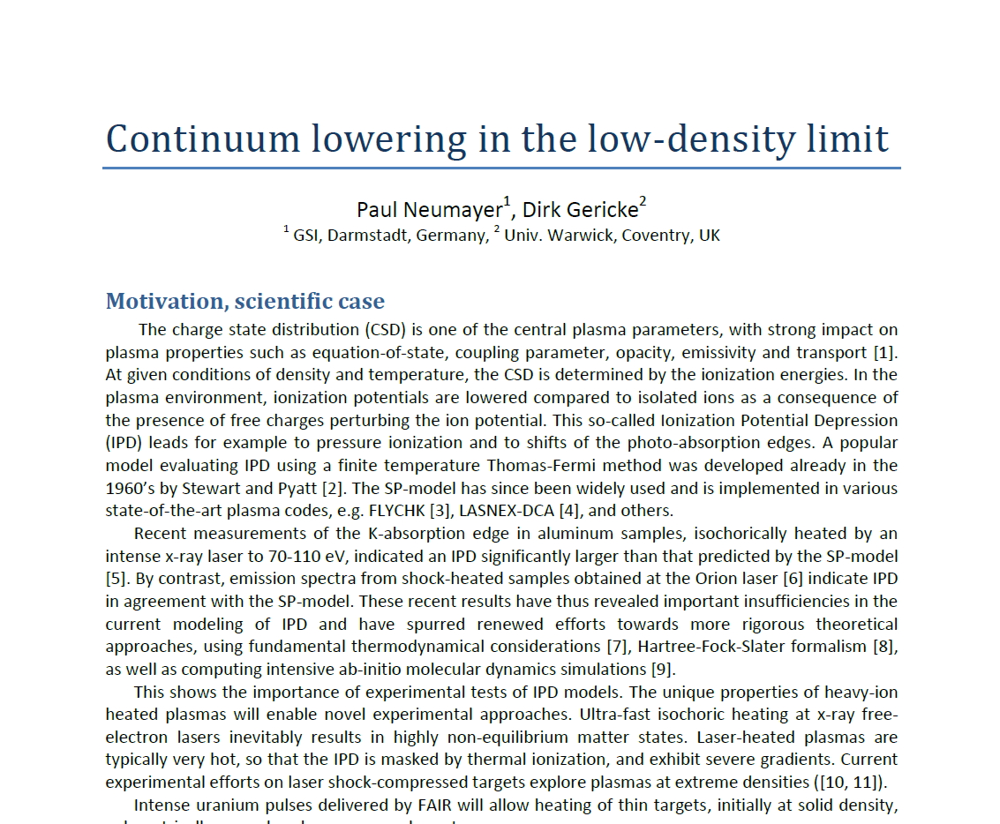 Continuum lowering in the low-density limit
Paul Neumayer1, Dirk Gericke2
1 GSI, Darmstadt, Germany, 2 Univ. Warwick, Coventry, UK
Motivation, scientific case
The charge state distribution (CSD) is one of the central plasma parameters, with strong impact on
plasma properties such as equation-of-state, coupling parameter, opacity, emissivity and transport [1].
At given conditions of density and temperature, the CSD is determined by the ionization energies. In the
plasma environment, ionization potentials are lowered compared to isolated ions as a consequence of
the presence of free charges perturbing the ion potential. This so-called Ionization Potential Depression
(IPD) leads for example to pressure ionization and to shifts of the photo-absorption edges. A popular
model evaluating IPD using a finite temperature Thomas-Fermi method was developed already in the
1960’s by Stewart and Pyatt [2]. The SP-model has since been widely used and is implemented in various
state-of-the-art plasma codes, e.g. FLYCHK [3], LASNEX-DCA [4], and others.
Recent measurements of the K-absorption edge in aluminum samples, isochorically heated by an
intense x-ray laser to 70-110 eV, indicated an IPD significantly larger than that predicted by the SP-model
[5]. By contrast, emission spectra from shock-heated samples obtained at the Orion laser [6] indicate IPD
in agreement with the SP-model. These recent results have thus revealed important insufficiencies in the
current modeling of IPD and have spurred renewed efforts towards more rigorous theoretical
approaches, using fundamental thermodynamical considerations [7], Hartree-Fock-Slater formalism [8],
as well as computing intensive ab-initio molecular dynamics simulations [9].
This shows the importance of experimental tests of IPD models. The unique properties of heavy-ion
heated plasmas will enable novel experimental approaches. Ultra-fast isochoric heating at x-ray free-
electron lasers inevitably results in highly non-equilibrium matter states. Laser-heated plasmas are
typically very hot, so that the IPD is masked by thermal ionization, and exhibit severe gradients. Current
experimental efforts on laser shock-compressed targets explore plasmas at extreme densities ([10, 11]).
Intense uranium pulses delivered by FAIR will allow heating of thin targets, initially at solid density,